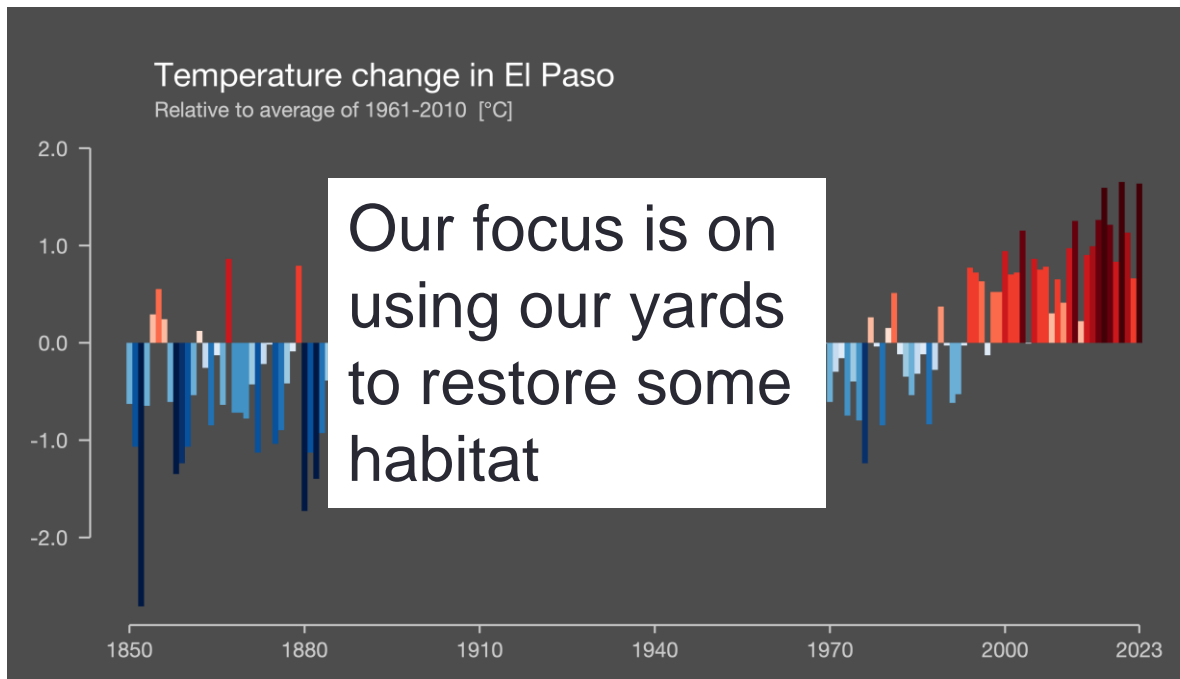 Temperature change in El Paso
Relative to average of 1961-2010 [°C]
2.0
1.0
0.0
-1.0
-2.0
Our focus is on
using our yards
to restore some
habitat
1850 1880 1910 1940 1970 2000 2023